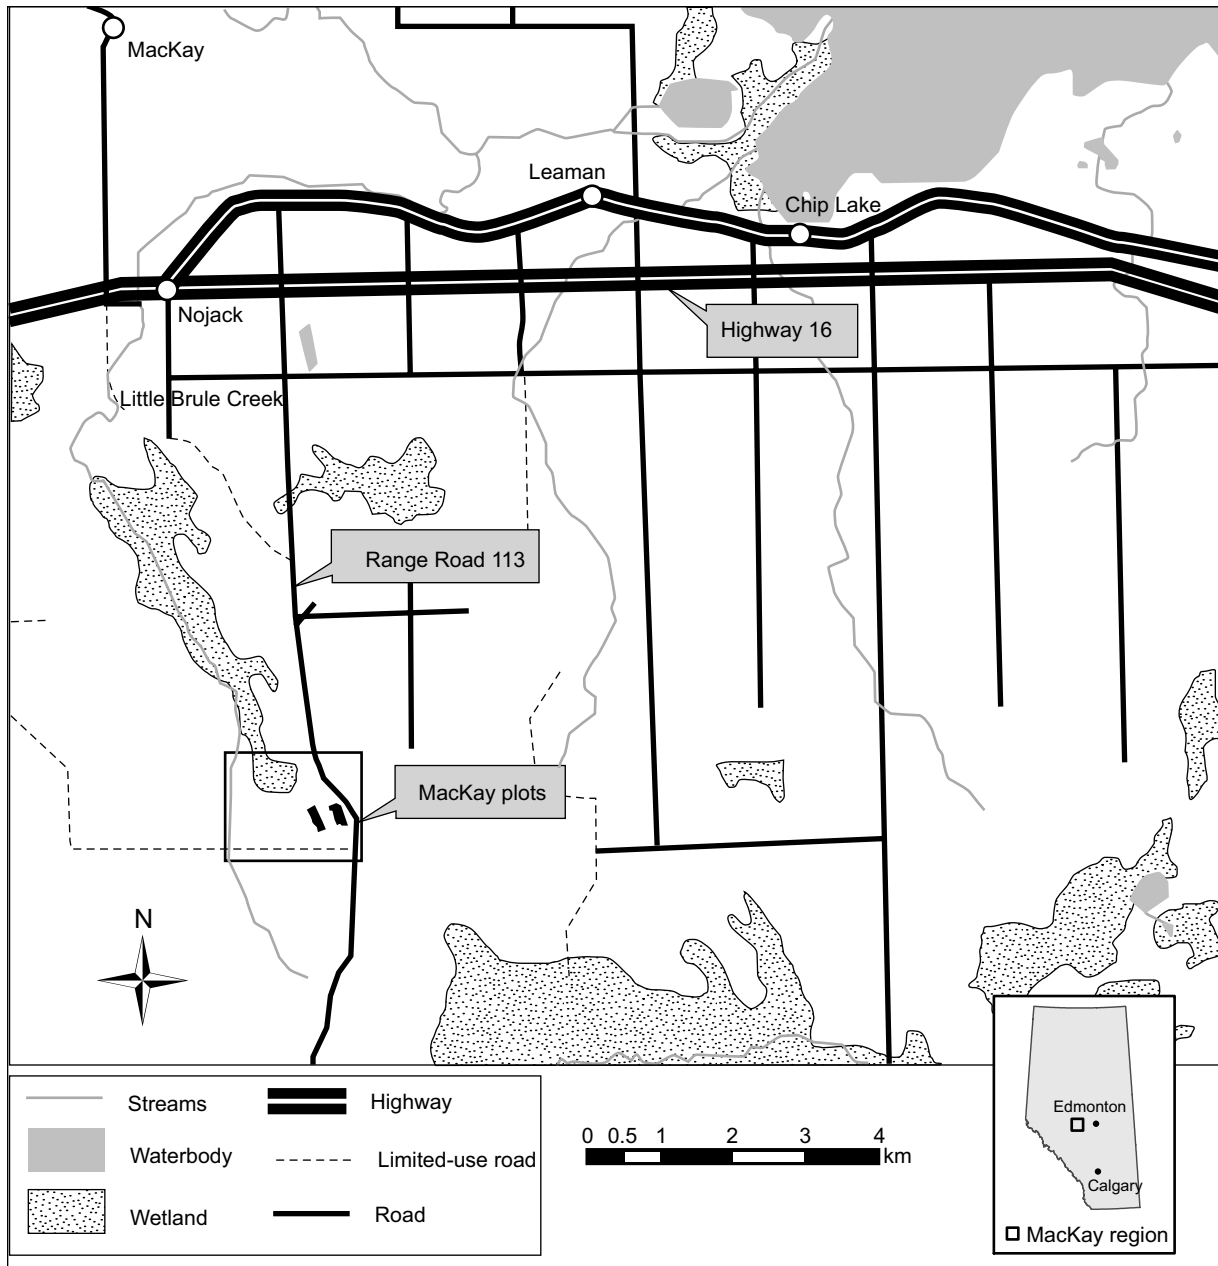 MacKay
Leaman
Chip Lake
Nojack
Highway 16
Little Brule Creek
Range Road 113
MacKay plots
N
Streams
Highway
Waterbody
Limited-use road
Wetland
Road
0 0.5 1 2 3 4
km
Edmonton
Calgary
MacKay region